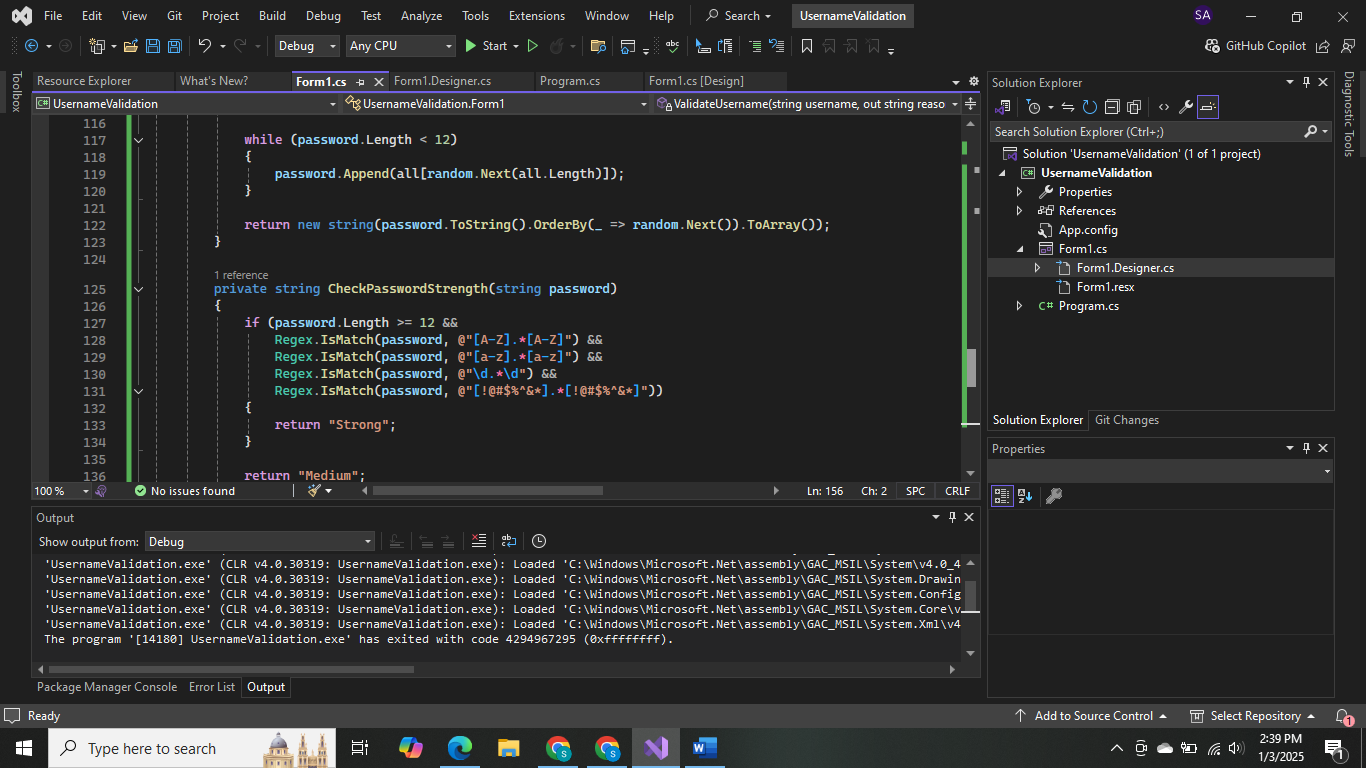 File Edit View Git Project Build Debug Test Analyze Tools Extensions Window Help Search UsernameValidation SA
Debug Any CPU Start GitHub Copilot
Toolbox
Resource Explorer What's New? Form1.cs Form1.Designer.cs Program.cs Form1.cs [Design]
UsernameValidation UsernameValidation.Form1 ValidateUsername(string username, out string reaso
116
117 while (password.Length < 12)
118 {
119 password.Append(all[random.Next(all.Length)]);
120 }
121
122 return new string(password.ToString().OrderBy(_ => random.Next()).ToArray());
123 }
124
1 reference
125 private string CheckPasswordStrength(string password)
126 {
127 if (password.Length >= 12 &&
128 Regex.IsMatch(password, @"[A-Z].*[A-Z]") &&
129 Regex.IsMatch(password, @"[a-z].*[a-z]") &&
130 Regex.IsMatch(password, @"\d.*\d") &&
131 Regex.IsMatch(password, @"[!@#$%^&*].*[!@#$%^&*]"))
132 {
133 return "Strong";
134 }
135
136 return "Medium";
100 % No issues found Ln: 156 Ch: 2 SPC CRLF
Output
Show output from: Debug
'UsernameValidation.exe' (CLR v4.0.30319: UsernameValidation.exe): Loaded 'C:\Windows\Microsoft.Net\assembly\GAC_MSIL\System\v4.0_4
'UsernameValidation.exe' (CLR v4.0.30319: UsernameValidation.exe): Loaded 'C:\Windows\Microsoft.Net\assembly\GAC_MSIL\System.Drawin
'UsernameValidation.exe' (CLR v4.0.30319: UsernameValidation.exe): Loaded 'C:\Windows\Microsoft.Net\assembly\GAC_MSIL\System.Config
'UsernameValidation.exe' (CLR v4.0.30319: UsernameValidation.exe): Loaded 'C:\Windows\Microsoft.Net\assembly\GAC_MSIL\System.Core\v
'UsernameValidation.exe' (CLR v4.0.30319: UsernameValidation.exe): Loaded 'C:\Windows\Microsoft.Net\assembly\GAC_MSIL\System.Xml\v4
The program '[14180] UsernameValidation.exe' has exited with code 4294967295 (0xffffffff).
Package Manager Console Error List Output
Solution Explorer
Search Solution Explorer (Ctrl+;)
Solution 'UsernameValidation' (1 of 1 project)
C# UsernameValidation
Properties
References
App.config
Form1.cs
Form1.Designer.cs
Form1.resx
C# Program.cs
Solution Explorer Git Changes
Properties
Diagnostic Tools
Ready Add to Source Control Select Repository 1
Type here to search 2:39 PM
1/3/2025 1